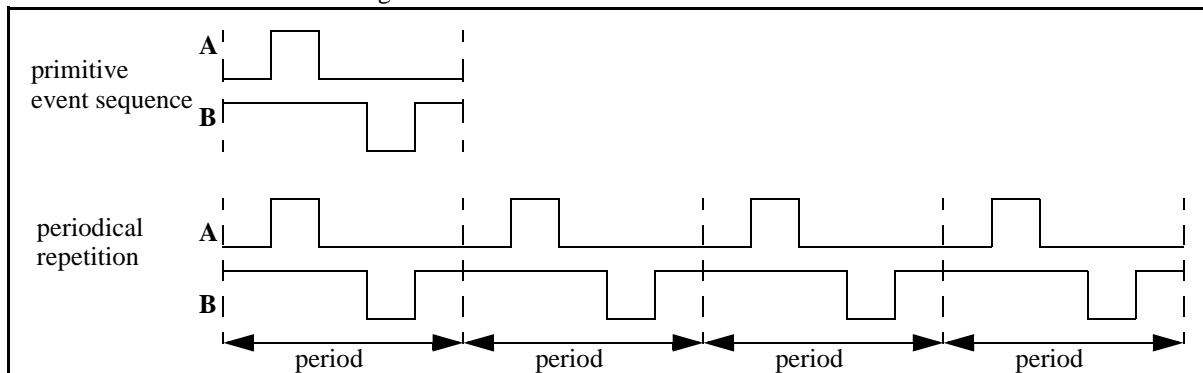 A
primitive
event sequence
B
periodical
repetition
A
B
period period period period